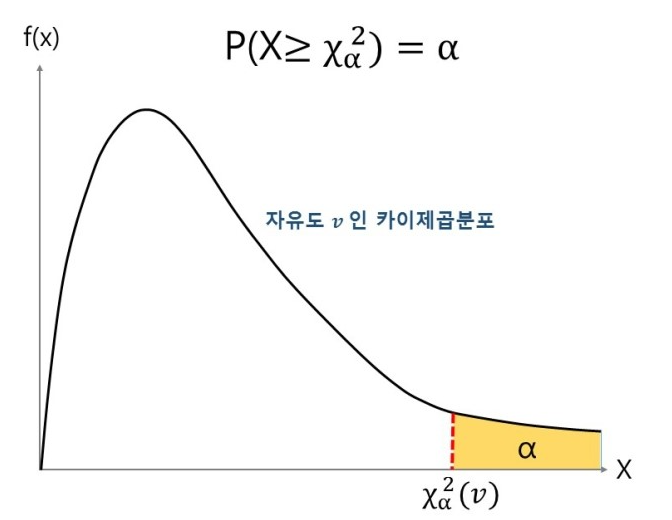 f(x)
P(X≥ χ²_α) = α
자유도 v 인 카이제곱분포
α
X
χ²_α(v)